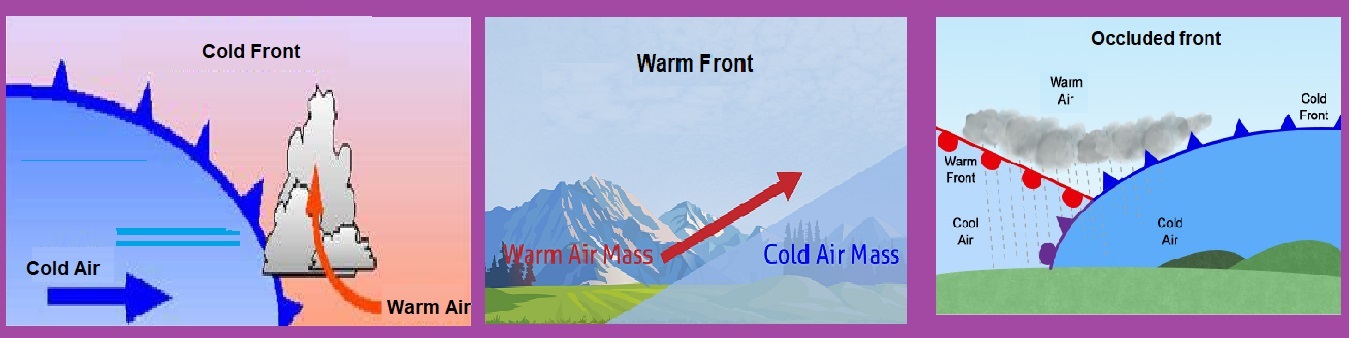 Cold Front
Cold Air
Warm Air
Warm Front
Warm Air Mass
Cold Air Mass
Occluded front
Warm
Air
Cold
Front
Warm
Front
Cool
Air
Cold
Air